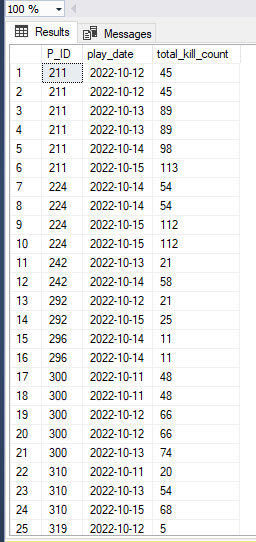 100 %
Results Messages
P_ID play_date total_kill_count
1 211 2022-10-12 45
2 211 2022-10-12 45
3 211 2022-10-13 89
4 211 2022-10-13 89
5 211 2022-10-14 98
6 211 2022-10-15 113
7 224 2022-10-14 54
8 224 2022-10-14 54
9 224 2022-10-15 112
10 224 2022-10-15 112
11 242 2022-10-13 21
12 242 2022-10-14 58
13 292 2022-10-12 21
14 292 2022-10-15 25
15 296 2022-10-14 11
16 296 2022-10-14 11
17 300 2022-10-11 48
18 300 2022-10-11 48
19 300 2022-10-12 66
20 300 2022-10-12 66
21 300 2022-10-13 74
22 310 2022-10-11 20
23 310 2022-10-13 54
24 310 2022-10-15 68
25 319 2022-10-12 5